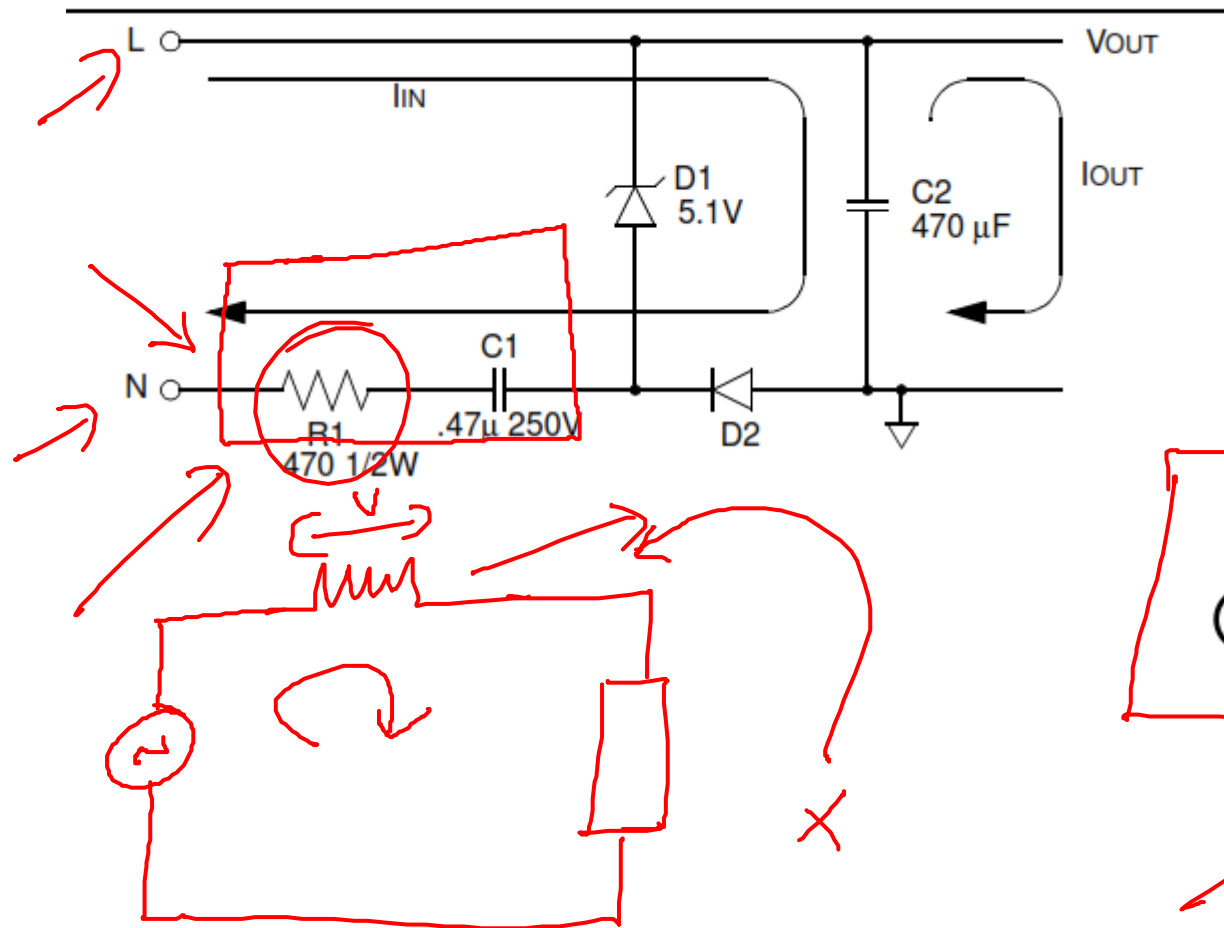 L
VOUT
IIN
D1
5.1V
IOUT
C2
470 µF
C1
N
.47µ 250V
R1
D2
470 1/2W